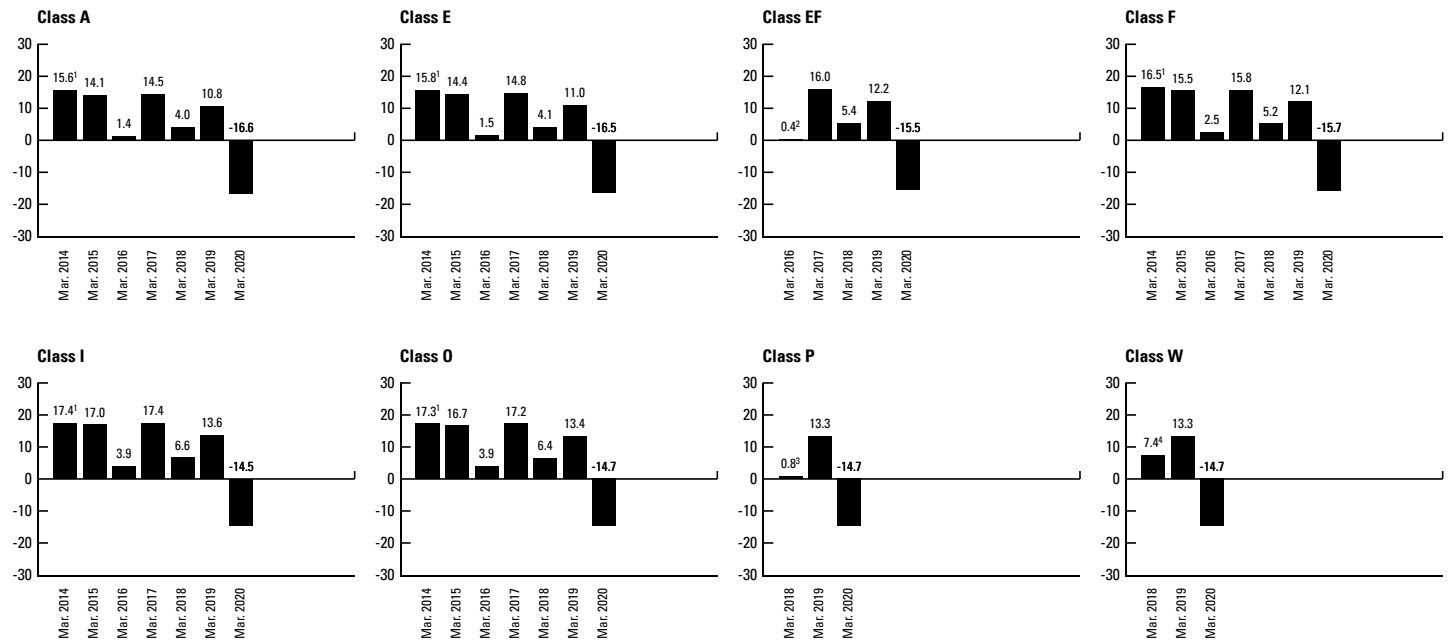 Class A
30
20
10
0
-10
-20
-30
15.6¹
14.1
1.4
14.5
4.0
10.8
-16.6
Mar. 2014
Mar. 2015
Mar. 2016
Mar. 2017
Mar. 2018
Mar. 2019
Mar. 2020
Class E
30
20
10
0
-10
-20
-30
15.8¹
14.4
1.5
14.8
4.1
11.0
-16.5
Mar. 2014
Mar. 2015
Mar. 2016
Mar. 2017
Mar. 2018
Mar. 2019
Mar. 2020
Class EF
30
20
10
0
-10
-20
-30
0.4²
16.0
5.4
12.2
-15.5
Mar. 2016
Mar. 2017
Mar. 2018
Mar. 2019
Mar. 2020
Class F
30
20
10
0
-10
-20
-30
16.5¹
15.5
2.5
15.8
5.2
12.1
-15.7
Mar. 2014
Mar. 2015
Mar. 2016
Mar. 2017
Mar. 2018
Mar. 2019
Mar. 2020
Class I
30
20
10
0
-10
-20
-30
17.4¹
17.0
3.9
17.4
6.6
13.6
-14.5
Mar. 2014
Mar. 2015
Mar. 2016
Mar. 2017
Mar. 2018
Mar. 2019
Mar. 2020
Class O
30
20
10
0
-10
-20
-30
17.3¹
16.7
3.9
17.2
6.4
13.4
-14.7
Mar. 2014
Mar. 2015
Mar. 2016
Mar. 2017
Mar. 2018
Mar. 2019
Mar. 2020
Class P
30
20
10
0
-10
-20
-30
0.8³
13.3
-14.7
Mar. 2018
Mar. 2019
Mar. 2020
Class W
30
20
10
0
-10
-20
-30
7.4⁴
13.3
-14.7
Mar. 2018
Mar. 2019
Mar. 2020